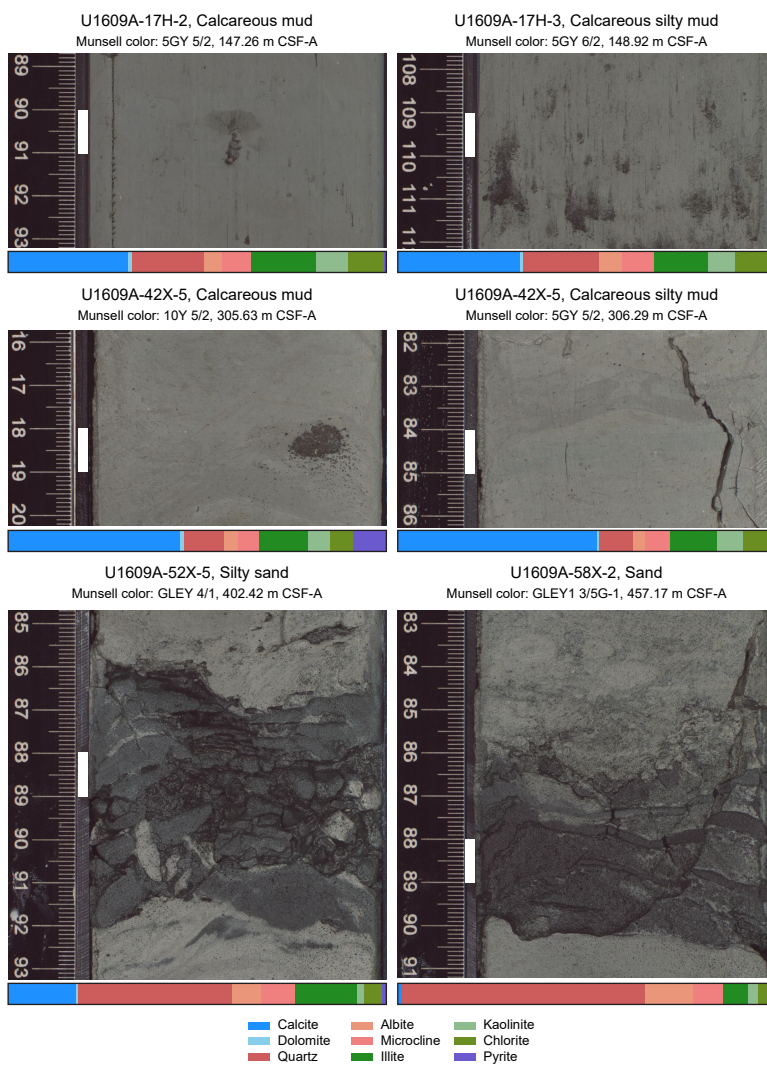 U1609A-17H-2, Calcareous mud
Munsell color: 5GY 5/2, 147.26 m CSF-A
89
90
91
92
93
U1609A-17H-3, Calcareous silty mud
Munsell color: 5GY 6/2, 148.92 m CSF-A
108
109
110
111
11
U1609A-42X-5, Calcareous mud
Munsell color: 10Y 5/2, 305.63 m CSF-A
16
17
18
19
20
U1609A-42X-5, Calcareous silty mud
Munsell color: 5GY 5/2, 306.29 m CSF-A
82
83
84
85
86
U1609A-52X-5, Silty sand
Munsell color: GLEY 4/1, 402.42 m CSF-A
85
86
87
88
89
90
91
92
93
U1609A-58X-2, Sand
Munsell color: GLEY1 3/5G-1, 457.17 m CSF-A
83
84
85
86
87
88
89
90
91
Calcite
Dolomite
Quartz
Albite
Microcline
Illite
Kaolinite
Chlorite
Pyrite